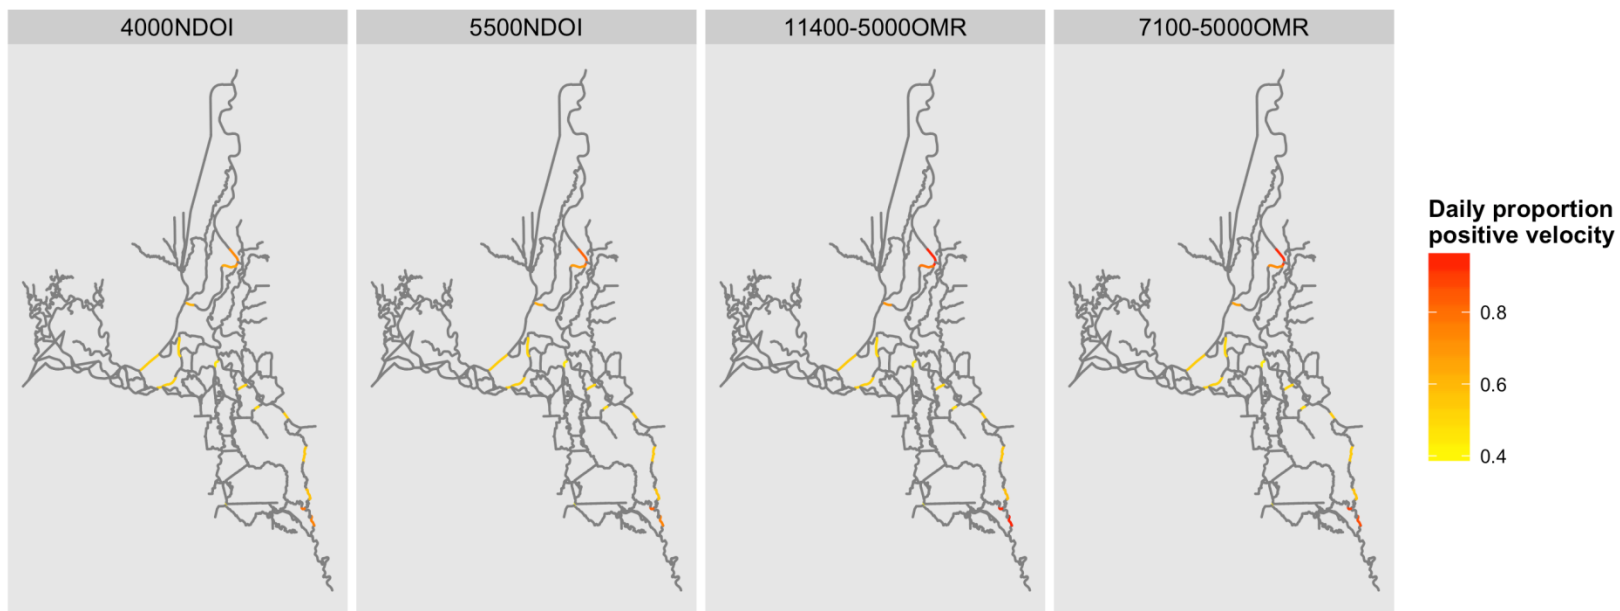 4000NDOI
5500NDOI
11400-5000OMR
7100-5000OMR
Daily proportion
positive velocity
0.8
0.6
0.4